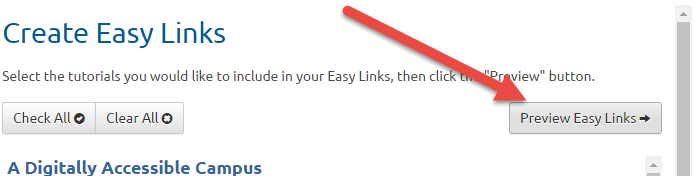 Create Easy Links
Select the tutorials you would like to include in your Easy Links, then click the "Preview" button.
Check All Clear All Preview Easy Links
A Digitally Accessible Campus